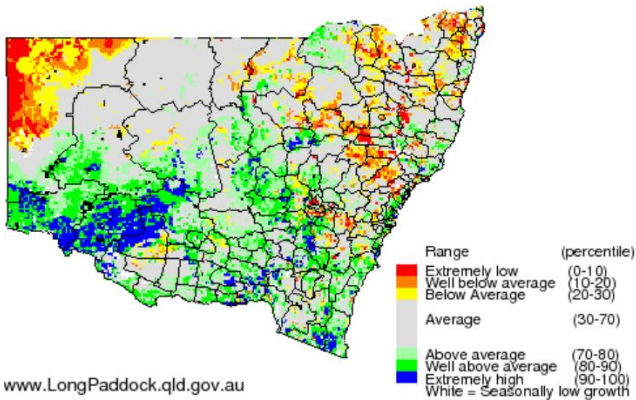 Range (percentile)
Extremely low (0-10)
Well below average (10-20)
Below Average (20-30)
Average (30-70)
Above average (70-80)
Well above average (80-90)
Extremely high (90-100)
White = Seasonally low growth
www.LongPaddock.qld.gov.au